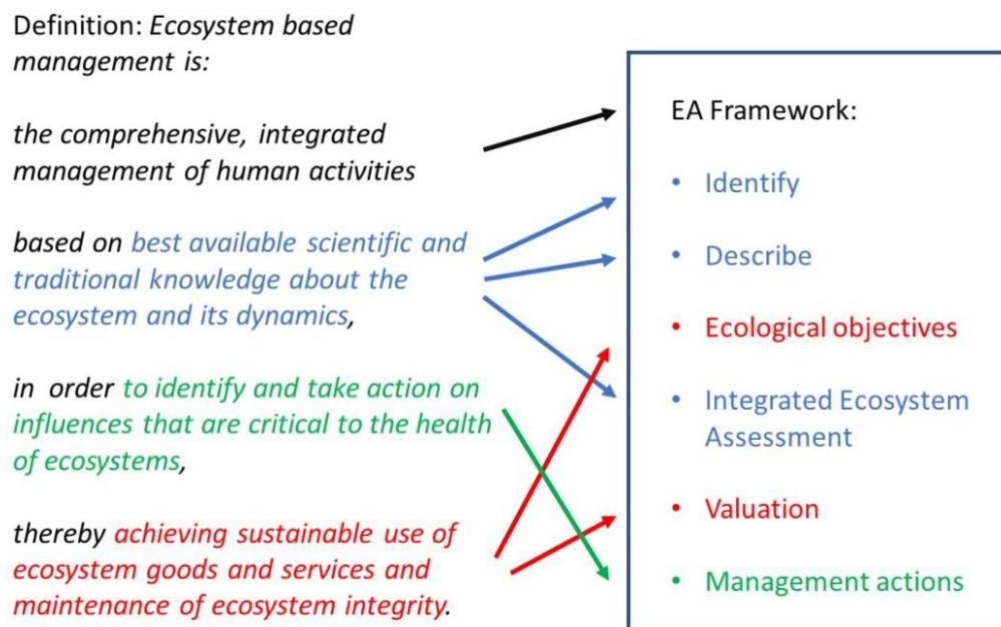 Definition: Ecosystem based
management is:
the comprehensive, integrated
management of human activities
based on best available scientific and
traditional knowledge about the
ecosystem and its dynamics,
in order to identify and take action on
influences that are critical to the health
of ecosystems,
thereby achieving sustainable use of
ecosystem goods and services and
maintenance of ecosystem integrity.
EA Framework:
• Identify
• Describe
• Ecological objectives
• Integrated Ecosystem
Assessment
• Valuation
• Management actions